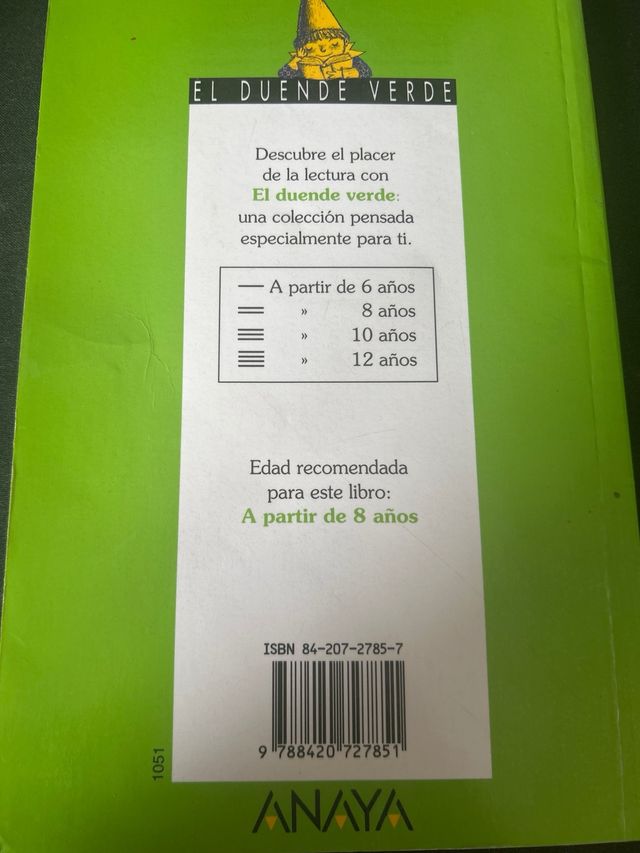 EL DUENDE VERDE
Descubre el placer
de la lectura con
El duende verde:
una colección pensada
especialmente para ti.
A partir de 6 años
» 8 años
» 10 años
» 12 años
Edad recomendada
para este libro:
A partir de 8 años
ISBN 84-207-2785-7
9 788420 727851
1051
ANAYA